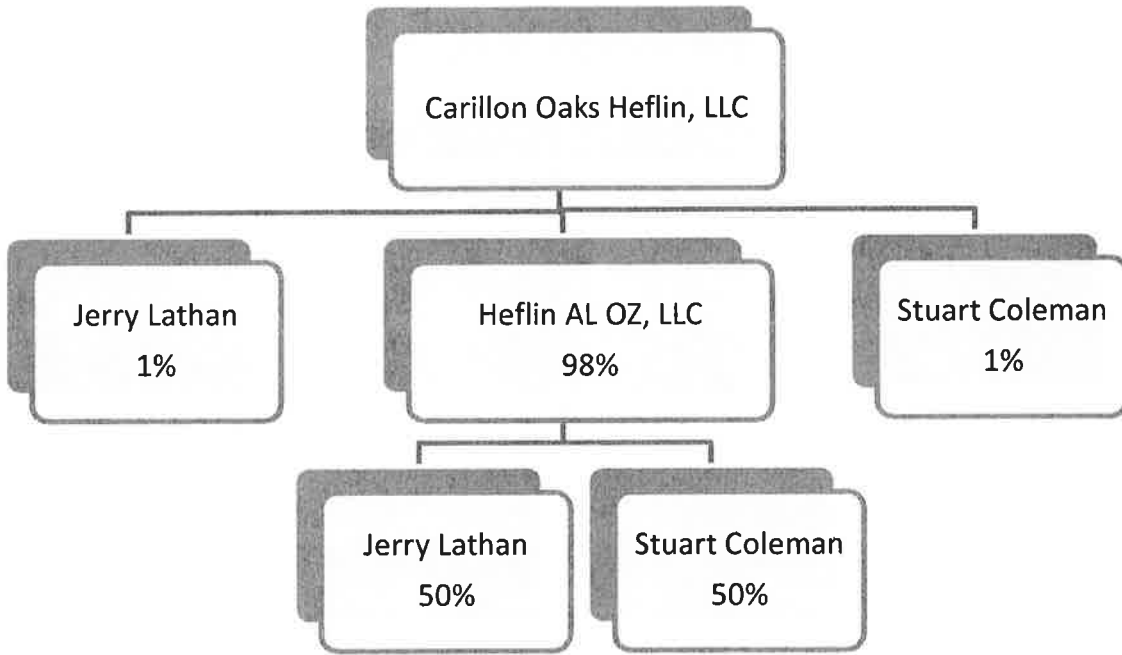 Carillon Oaks Heflin, LLC
Jerry Lathan
1%
Heflin AL OZ, LLC
98%
Stuart Coleman
1%
Jerry Lathan
50%
Stuart Coleman
50%